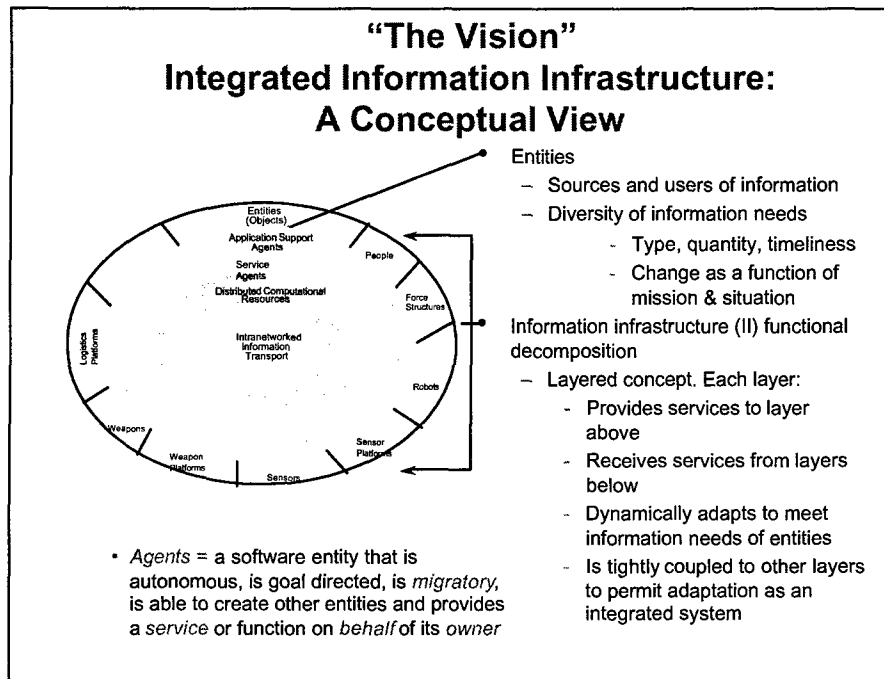 “The Vision”
Integrated Information Infrastructure:
A Conceptual View
Entities
(Objects)
Application Support
Agents
Service
Agents
Distributed Computational
Resources
Intranetworked
Information
Transport
People
Force
Structures
Robots
Sensor
Platforms
Sensors
Weapon
Platforms
Weapons
Logistics
Platforms
• Entities
– Sources and users of information
– Diversity of information needs
- Type, quantity, timeliness
- Change as a function of
mission & situation
• Information infrastructure (II) functional
decomposition
– Layered concept. Each layer:
- Provides services to layer
above
- Receives services from layers
below
- Dynamically adapts to meet
information needs of entities
- Is tightly coupled to other layers
to permit adaptation as an
integrated system
• Agents = a software entity that is
autonomous, is goal directed, is migratory,
is able to create other entities and provides
a service or function on behalf of its owner